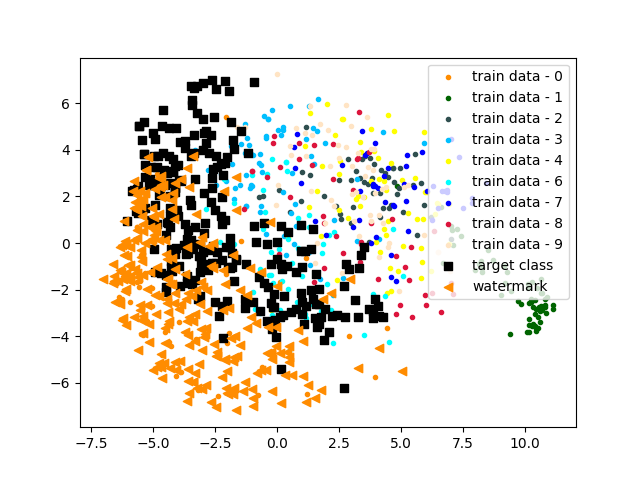 train data - 0
train data - 1
train data - 2
train data - 3
train data - 4
train data - 6
train data - 7
train data - 8
train data - 9
target class
watermark
6
4
2
0
−2
−4
−6
−7.5 −5.0 −2.5 0.0 2.5 5.0 7.5 10.0